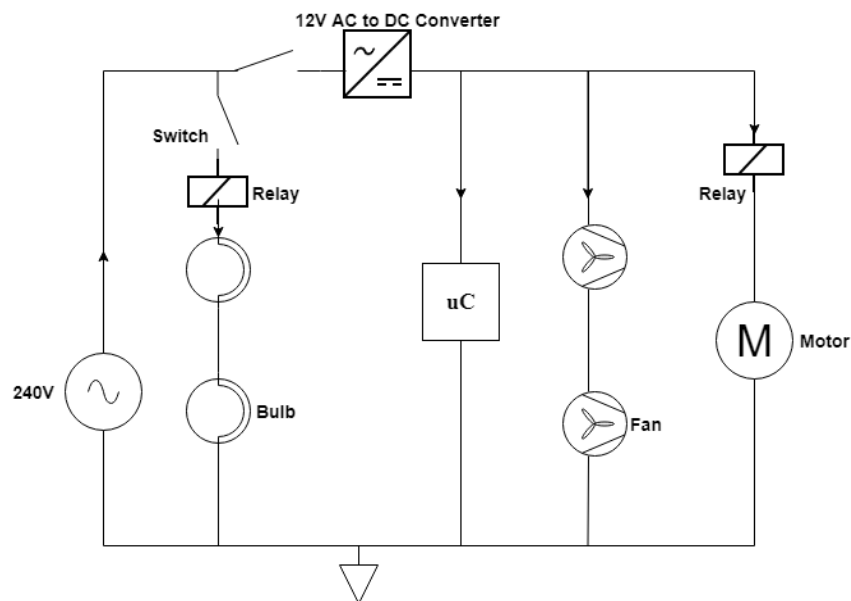 12V AC to DC Converter
Switch
Relay
Relay
uC
240V
M
Motor
Bulb
Fan